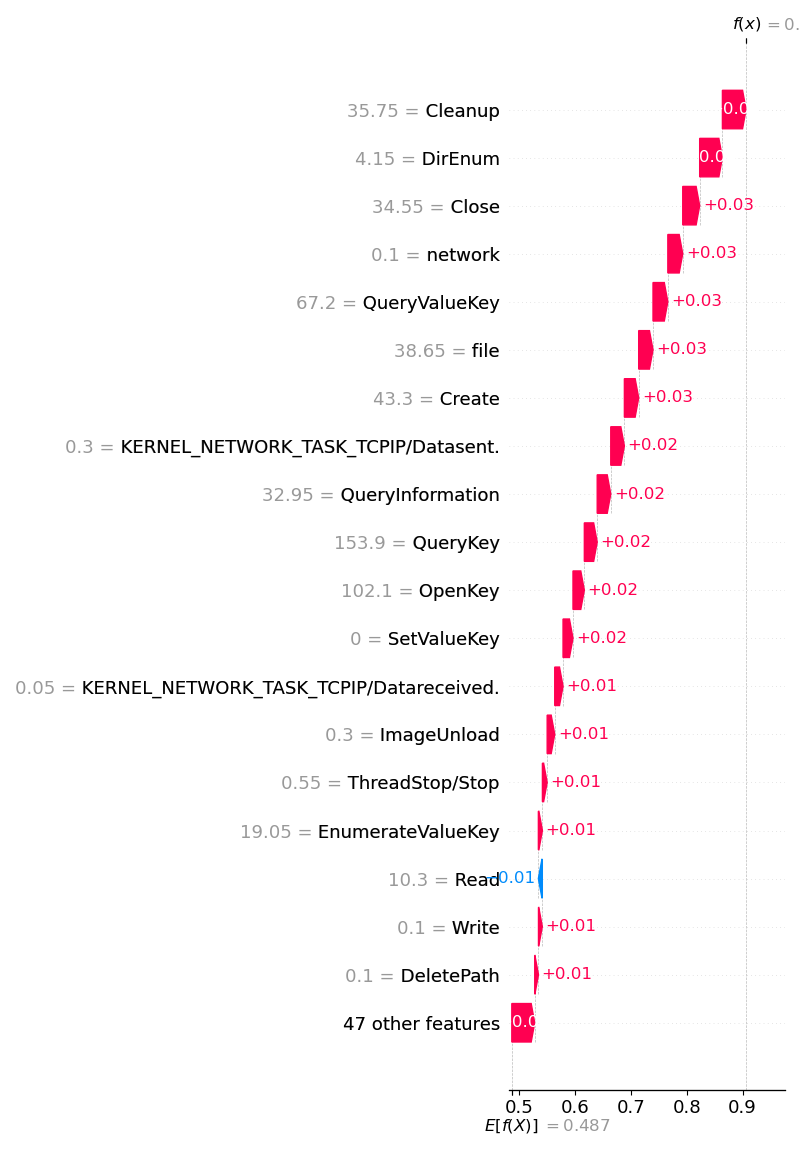 f(x) = 0.
35.75 = Cleanup
0.0
4.15 = DirEnum
0.0
34.55 = Close
+0.03
0.1 = network
+0.03
67.2 = QueryValueKey
+0.03
38.65 = file
+0.03
43.3 = Create
+0.03
0.3 = KERNEL_NETWORK_TASK_TCPIP/Datasent.
+0.02
32.95 = QueryInformation
+0.02
153.9 = QueryKey
+0.02
102.1 = OpenKey
+0.02
0 = SetValueKey
+0.02
0.05 = KERNEL_NETWORK_TASK_TCPIP/Datareceived.
+0.01
0.3 = ImageUnload
+0.01
0.55 = ThreadStop/Stop
+0.01
19.05 = EnumerateValueKey
+0.01
10.3 = Read
−0.01
0.1 = Write
+0.01
0.1 = DeletePath
+0.01
47 other features
0.0
0.5 0.6 0.7 0.8 0.9
E[f(X)] = 0.487